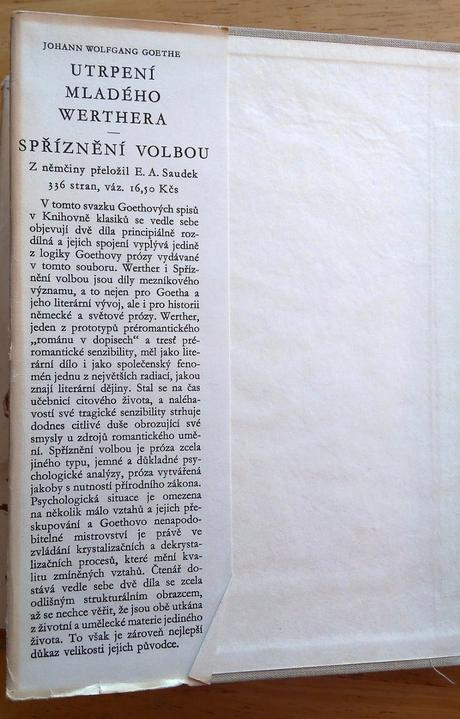 JOHANN WOLFGANG GOETHE
UTRPENÍ
MLADÉHO
WERTHERA
—
SPŘÍZNĚNÍ VOLBOU
Z němčiny přeložil E. A. Saudek
336 stran, váz. 16,50 Kčs
V tomto svazku Goethových spisů
v Knihovně klasiků se vedle sebe
objevují dvě díla principiálně roz-
dílná a jejich spojení vyplývá jedině
z logiky Goethovy prózy vydávané
v tomto souboru. Werther i Spříz-
nění volbou jsou díly mezníkového
významu, a to nejen pro Goetha a
jeho literární vývoj, ale i pro historii
německé a světové prózy. Werther,
jeden z prototypů préromantického
„románu v dopisech“ a tresť pré-
romantické senzibility, měl jako lite-
rární dílo i jako společenský feno-
mén jednu z největších radiací, jakou
znají literární dějiny. Stal se na čas
učebnicí citového života, a naléha-
vostí své tragické senzibility strhuje
dodnes citlivé duše obrozující své
smysly u zdrojů romantického umě-
ní. Spříznění volbou je próza zcela
jiného typu, jemné a důkladné psy-
chologické analýzy, próza vytvářená
jakoby s nutností přírodního zákona.
Psychologická situace je omezena
na několik málo vztahů a jejich pře-
skupování a Goethovo nenapodo-
bitelné mistrovství je právě ve
zvládání krystalizačních a dekrysta-
lizačních procesů, které mění kva-
litu zmíněných vztahů. Čtenář do-
stává vedle sebe dvě díla se zcela
odlišným strukturálním obrazcem,
až se nechce věřit, že jsou obě utkána
z životní a umělecké materie jediného
života. To však je zároveň nejlepší
důkaz velikosti jejich původce.